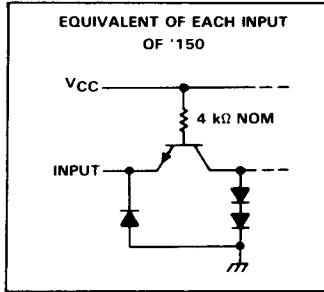 EQUIVALENT OF EACH INPUT
OF '150
VCC
4 kΩ NOM
INPUT